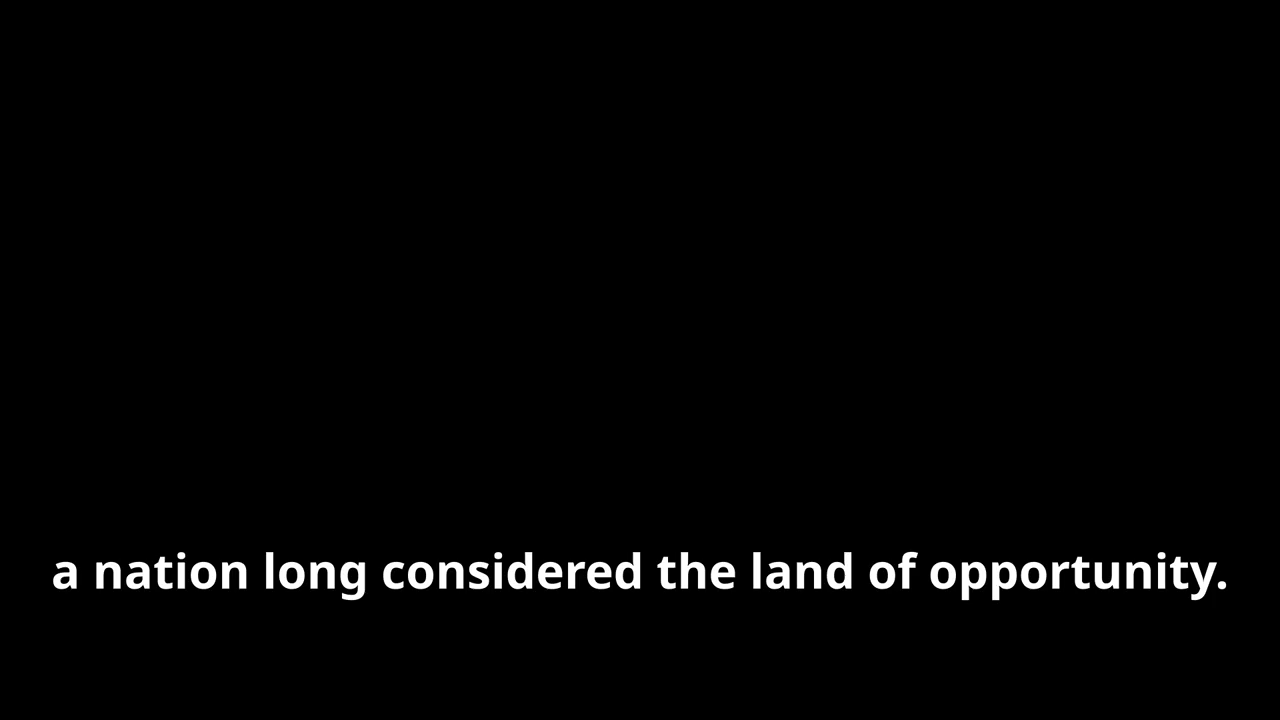 a nation long considered the land of opportunity.